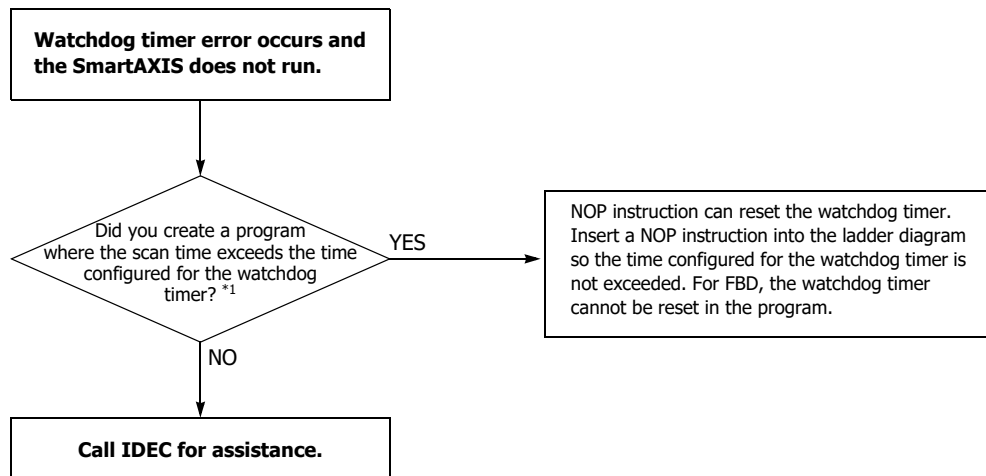 Watchdog timer error occurs and
the SmartAXIS does not run.
Did you create a program
where the scan time exceeds the time
configured for the watchdog
timer? *1
YES
NOP instruction can reset the watchdog timer.
Insert a NOP instruction into the ladder diagram
so the time configured for the watchdog timer is
not exceeded. For FBD, the watchdog timer
cannot be reset in the program.
NO
Call IDEC for assistance.